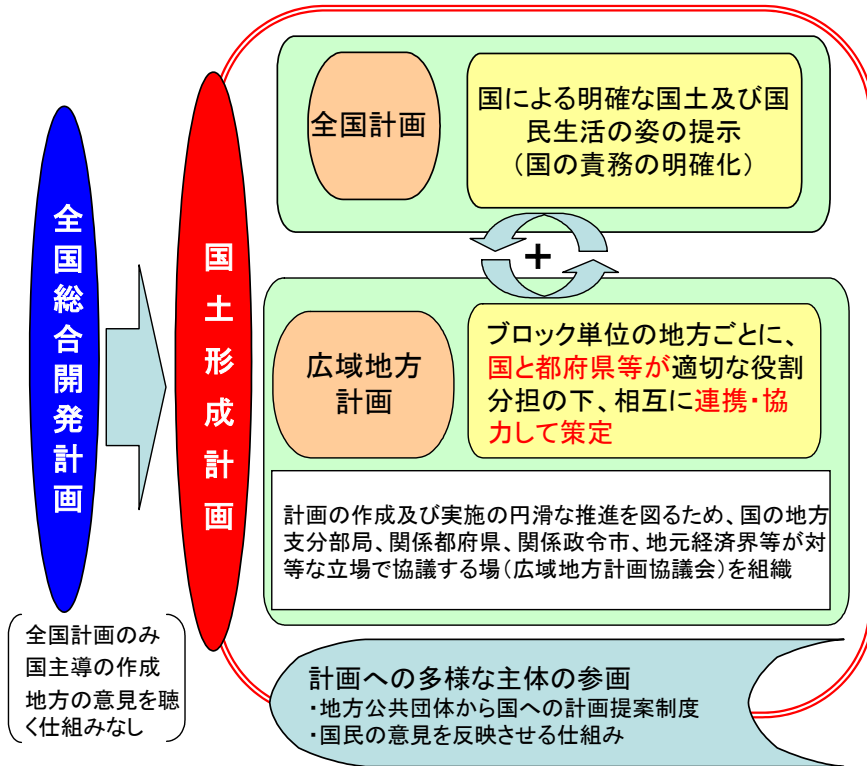 全国総合開発計画
全国計画のみ
国主導の作成
地方の意見を聴
く仕組みなし
国土形成計画
全国計画
国による明確な国土及び国
民生活の姿の提示
（国の責務の明確化）
+
広域地方
計画
ブロック単位の地方ごとに、
国と都府県等が適切な役割
分担の下、相互に連携・協
力して策定
計画の作成及び実施の円滑な推進を図るため、国の地方
支分部局、関係都府県、関係政令市、地元経済界等が対
等な立場で協議する場（広域地方計画協議会）を組織
計画への多様な主体の参画
・地方公共団体から国への計画提案制度
・国民の意見を反映させる仕組み